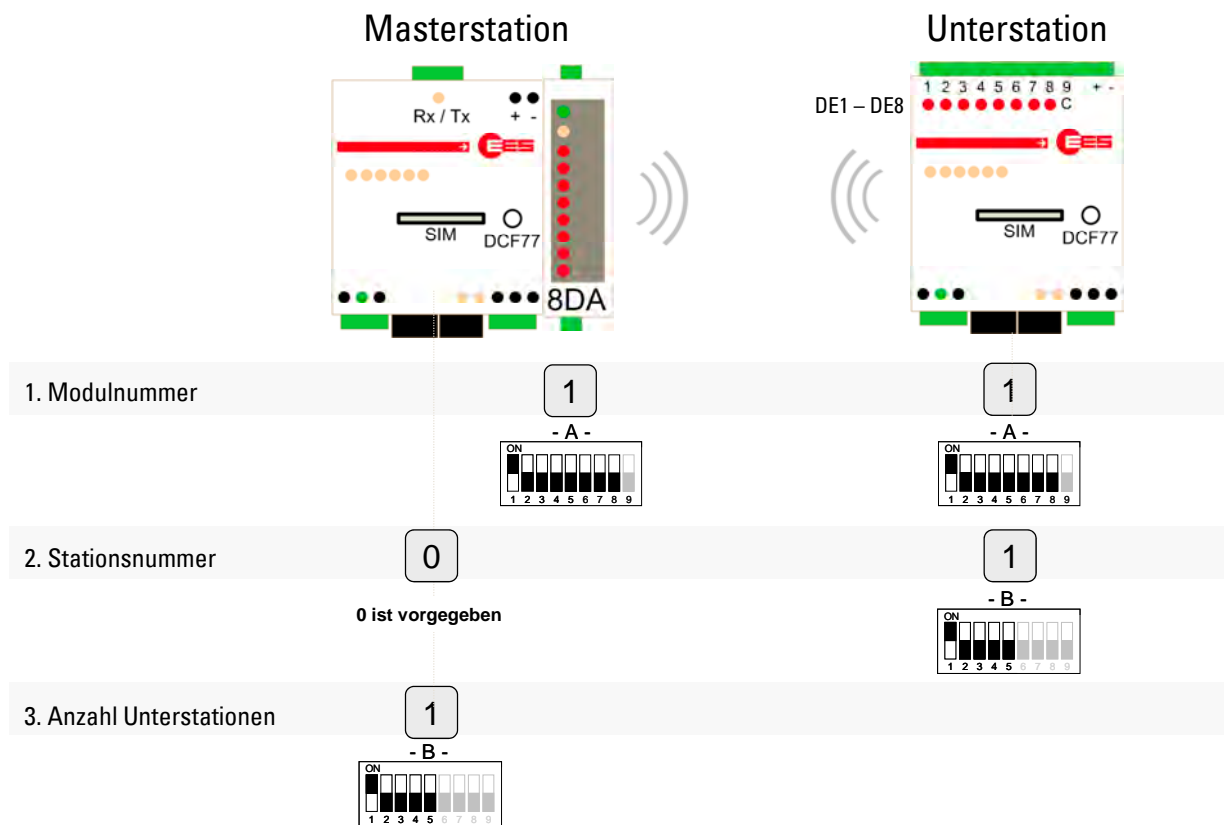 Masterstation
Unterstation
Rx / Tx
+ -
EES
SIM
DCF77
8DA
DE1 – DE8
1 2 3 4 5 6 7 8 9 + -
C
EES
SIM
DCF77
1. Modulnummer
1
1
- A -
ON
1 2 3 4 5 6 7 8 9
- A -
ON
1 2 3 4 5 6 7 8 9
2. Stationsnummer
0
1
0 ist vorgegeben
- B -
ON
1 2 3 4 5 6 7 8 9
3. Anzahl Unterstationen
1
- B -
ON
1 2 3 4 5 6 7 8 9